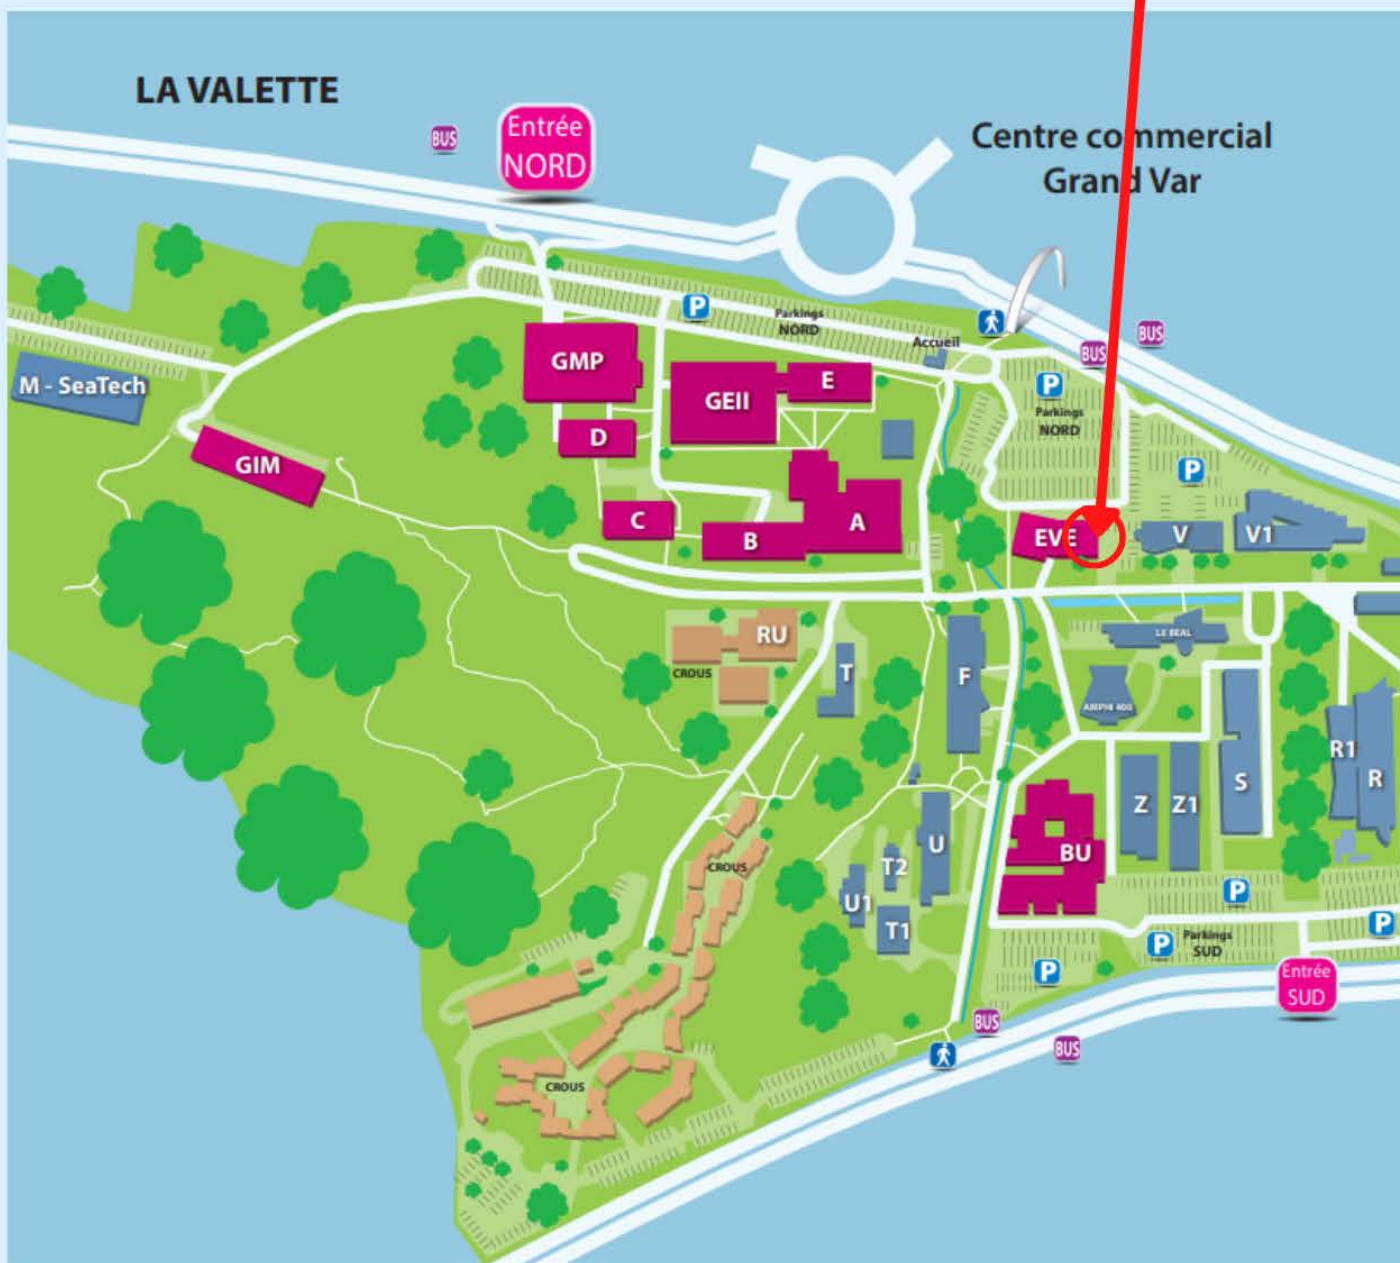 LA VALETTE
BUS
Entrée
NORD
Centre commercial
Grand Var
P
Parkings
NORD
Accueil
BUS
BUS
M - SeaTech
GMP
GEII
E
P
Parkings
NORD
D
GIM
P
C
B
A
EVE
V
V1
RU
CROUS
T
F
LE BEAL
AMPHI 400
R1
R
S
Z
Z1
BU
U
T2
U1
T1
CROUS
P
P
Parkings
SUD
P
P
Entrée
SUD
BUS
BUS
CROUS